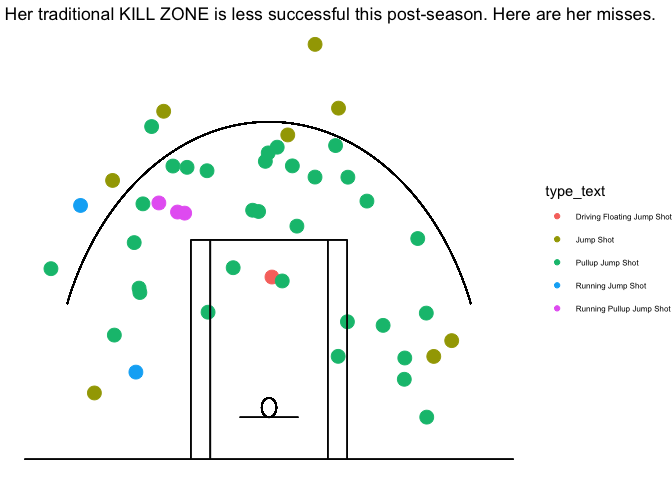 Her traditional KILL ZONE is less successful this post-season. Here are her misses.
type_text
Driving Floating Jump Shot
Jump Shot
Pullup Jump Shot
Running Jump Shot
Running Pullup Jump Shot